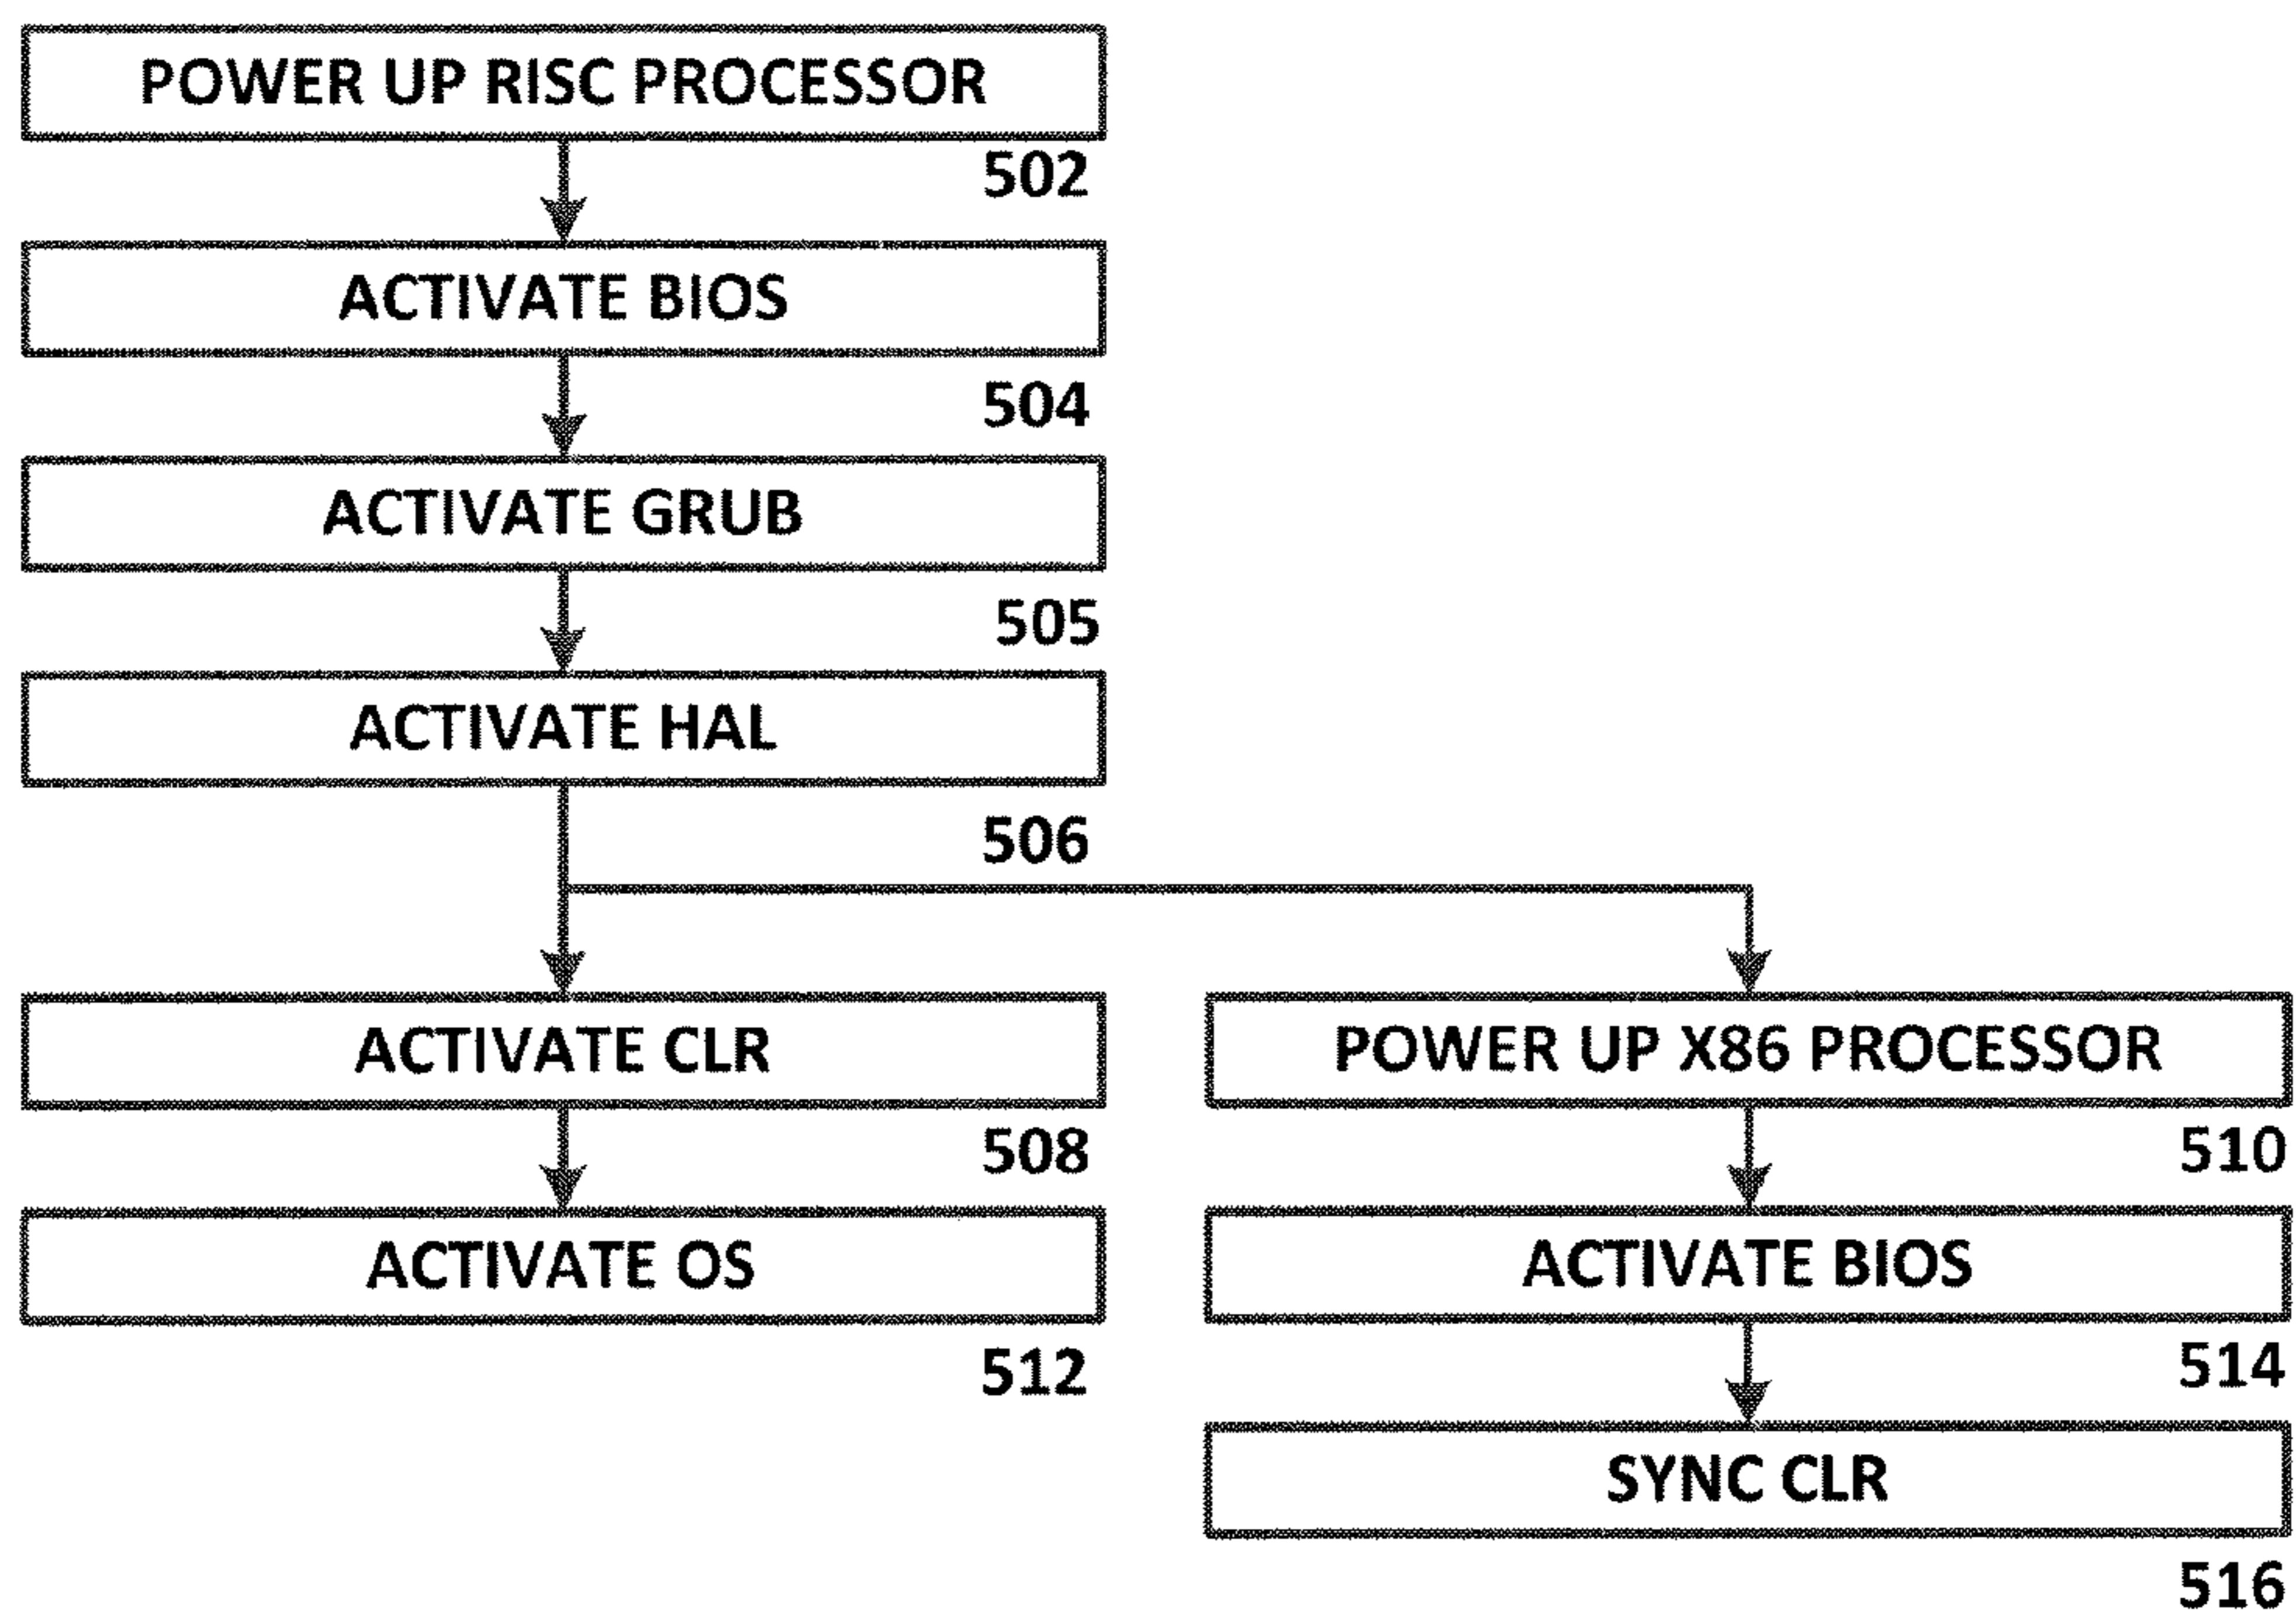 POWER UP RISC PROCESSOR
502
ACTIVATE BIOS
504
ACTIVATE GRUB
505
ACTIVATE HAL
506
ACTIVATE CLR
508
ACTIVATE OS
512
POWER UP X86 PROCESSOR
510
ACTIVATE BIOS
514
SYNC CLR
516